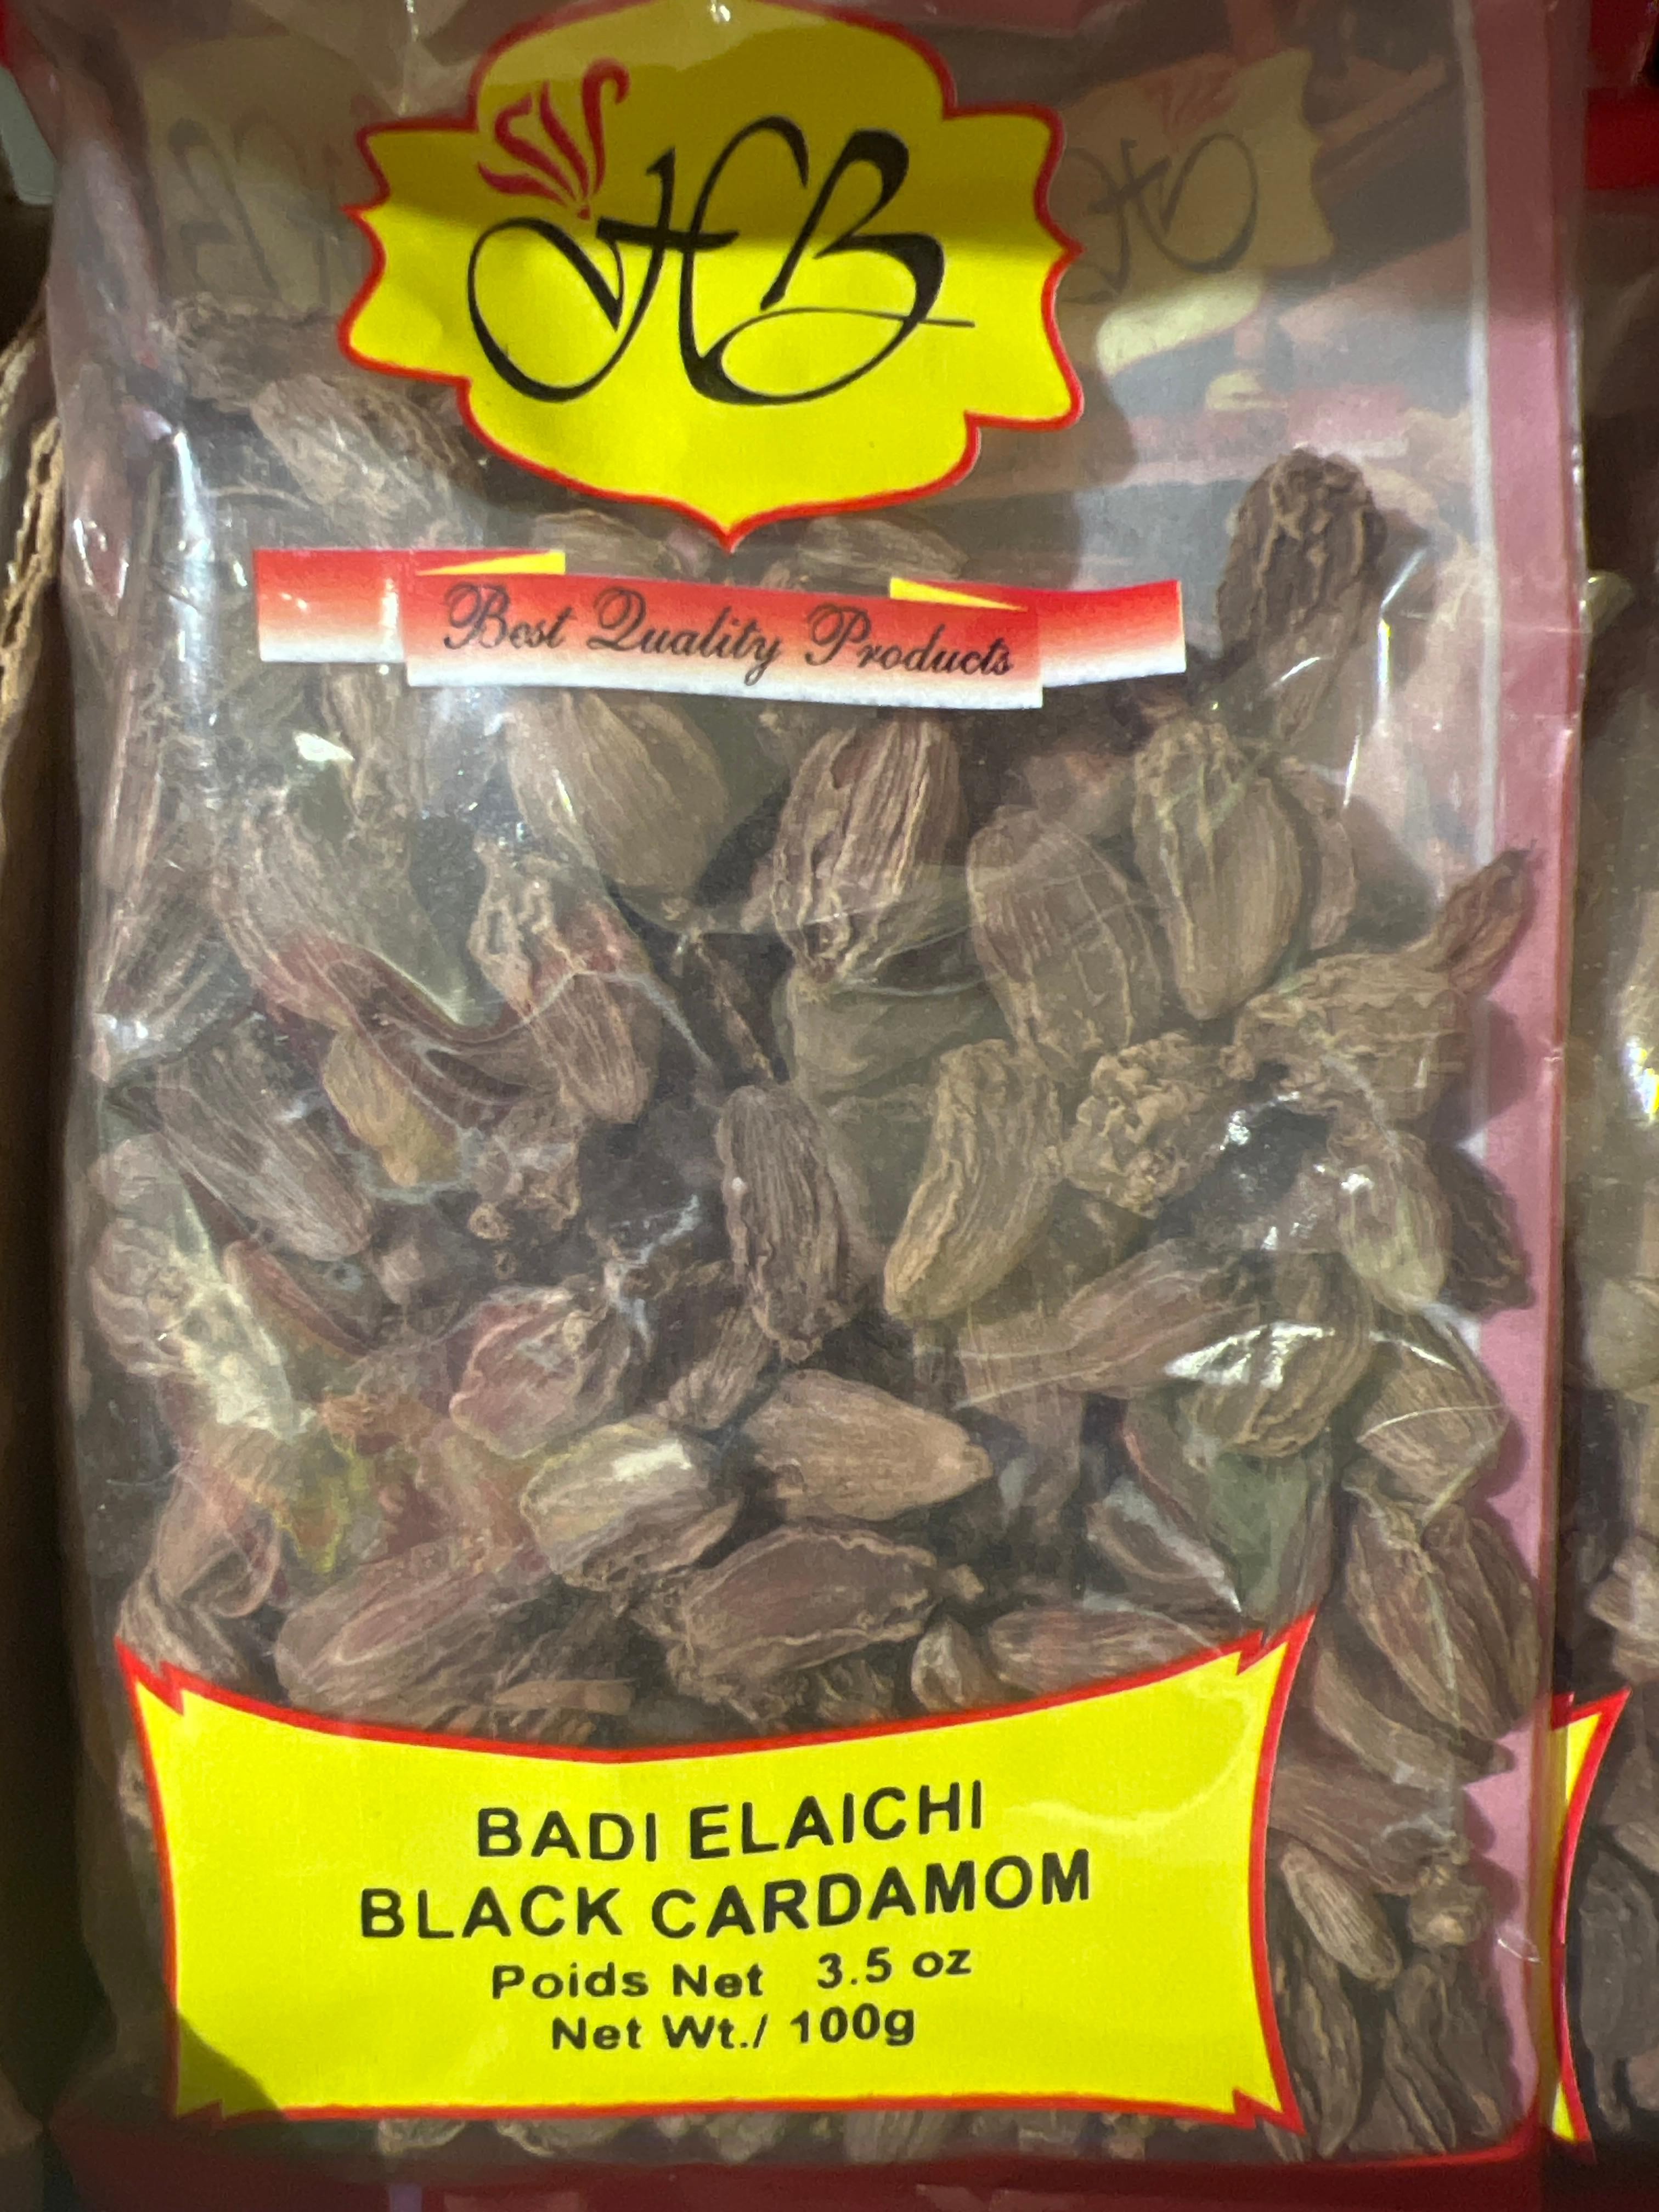 HB
Best Quality Products
BADI ELAICHI
BLACK CARDAMOM
Poids Net 3.5 oz
Net Wt./ 100g